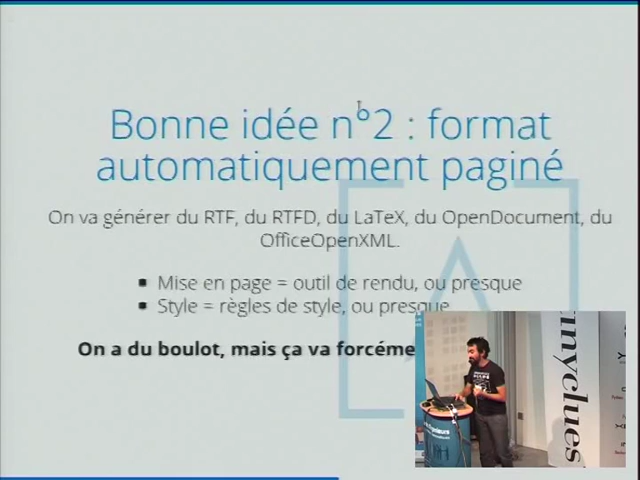 Bonne idée n°2 : format
automatiquement paginé
On va générer du RTF, du RTFD, du LaTeX, du OpenDocument, du
OfficeOpenXML.
Mise en page = outil de rendu, ou presque
Style = règles de style, ou presque
On a du boulot, mais ça va
myclues